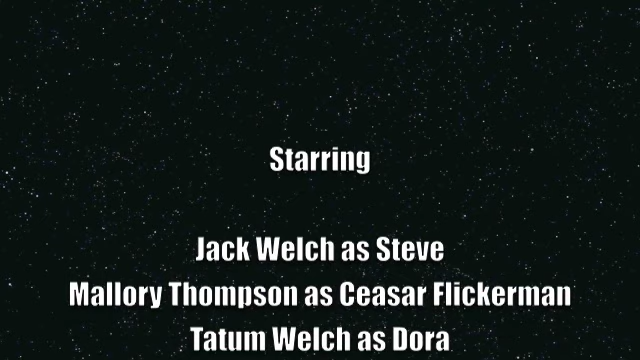 Starring
Jack Welch as Steve
Mallory Thompson as Ceasar Flickerman
Tatum Welch as Dora